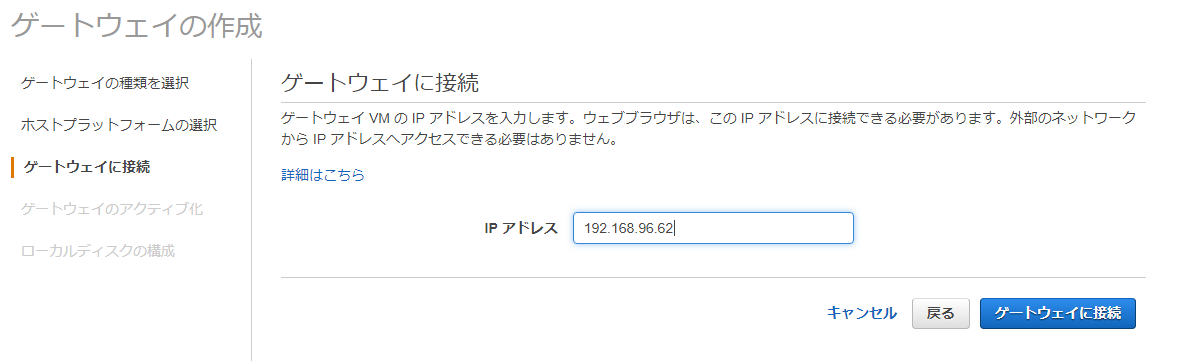 ゲートウェイの作成
ゲートウェイの種類を選択
ホストプラットフォームの選択
ゲートウェイに接続
ゲートウェイのアクティブ化
ローカルディスクの構成
ゲートウェイに接続
ゲートウェイ VM の IP アドレスを入力します。ウェブブラウザは、この IP アドレスに接続できる必要があります。外部のネットワーク
から IP アドレスへアクセスできる必要はありません。
詳細はこちら
IP アドレス 192.168.96.62
キャンセル 戻る ゲートウェイに接続